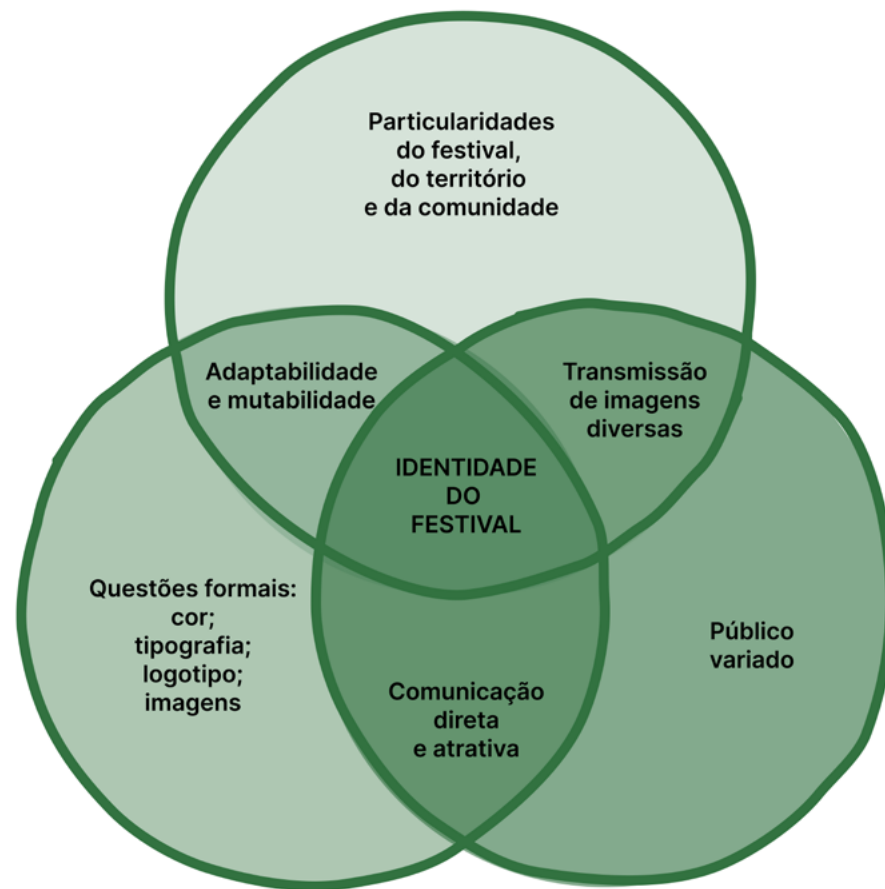 Particularidades
do festival,
do território
e da comunidade
Adaptabilidade
e mutabilidade
Transmissão
de imagens
diversas
IDENTIDADE
DO
FESTIVAL
Questões formais:
cor;
tipografia;
logotipo;
imagens
Público
variado
Comunicação
direta
e atrativa